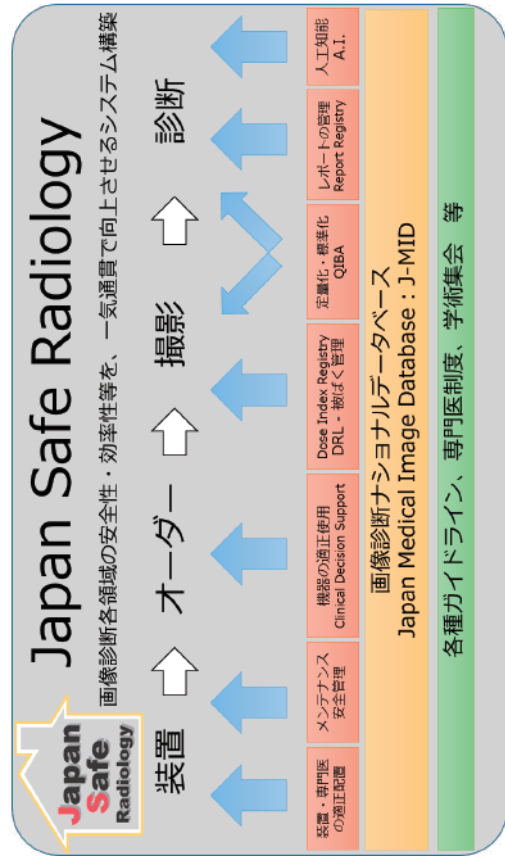 Japan
Safe
Radiology
Japan Safe Radiology
画像診断各領域の安全性・効率性等を、一気通貫で向上させるシステム構築
装置
オーダー
撮影
診断
装置・専門医
の適正配置
メンテナンス
安全管理
機器の適正使用
Clinical Decision Support
Dose Index Registry
DRL - 被ばく管理
定量化・標準化
QIBA
レポートの管理
Report Registry
人工知能
A.I.
画像診断ナショナルデータベース
Japan Medical Image Database：J-MID
各種ガイドライン、専門医制度、学術集会　等